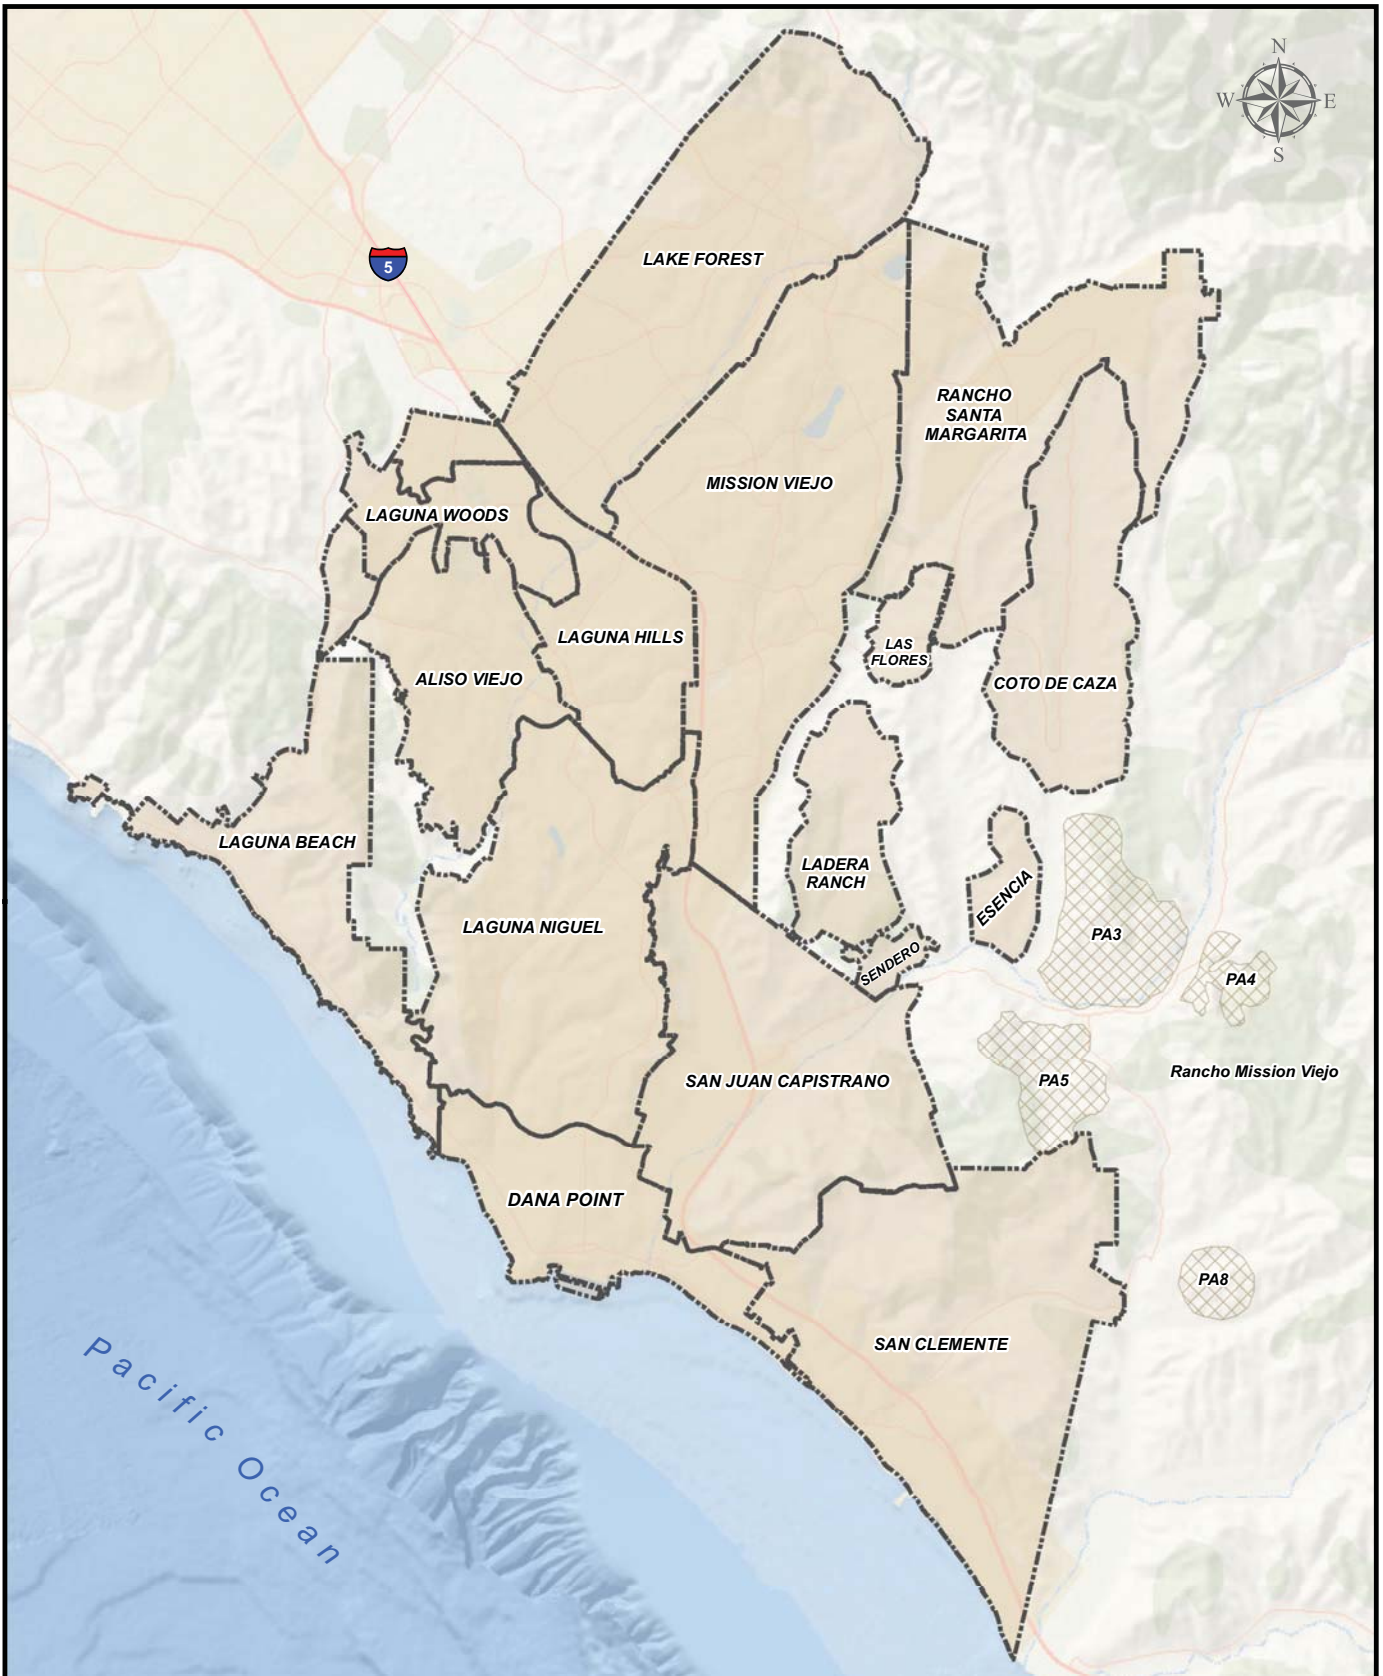 N
W
E
S
5
LAKE FOREST
RANCHO
SANTA
MARGARITA
MISSION VIEJO
LAGUNA WOODS
LAGUNA HILLS
LAS
FLORES
ALISO VIEJO
COTO DE CAZA
LAGUNA BEACH
LADERA
RANCH
ESENCIA
LAGUNA NIGUEL
PA3
SENDERO
PA4
Rancho Mission Viejo
PA5
SAN JUAN CAPISTRANO
DANA POINT
PA8
SAN CLEMENTE
Pacific Ocean